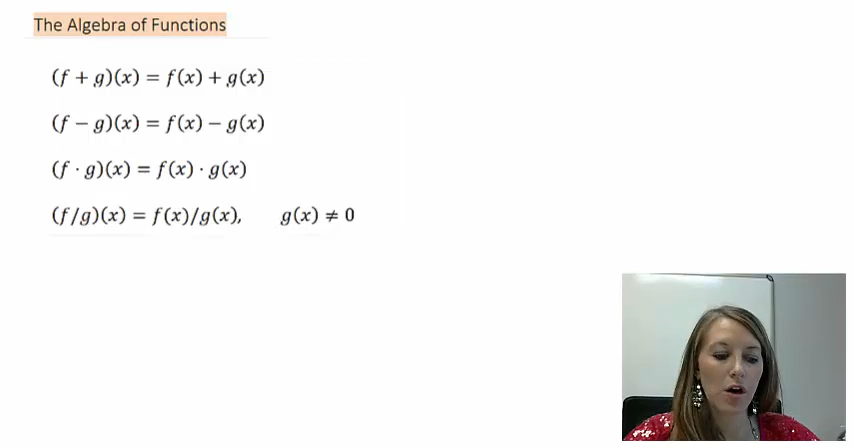 The Algebra of Functions
(f + g)(x) = f(x) + g(x)
(f − g)(x) = f(x) − g(x)
(f · g)(x) = f(x) · g(x)
(f/g)(x) = f(x)/g(x), g(x) ≠ 0